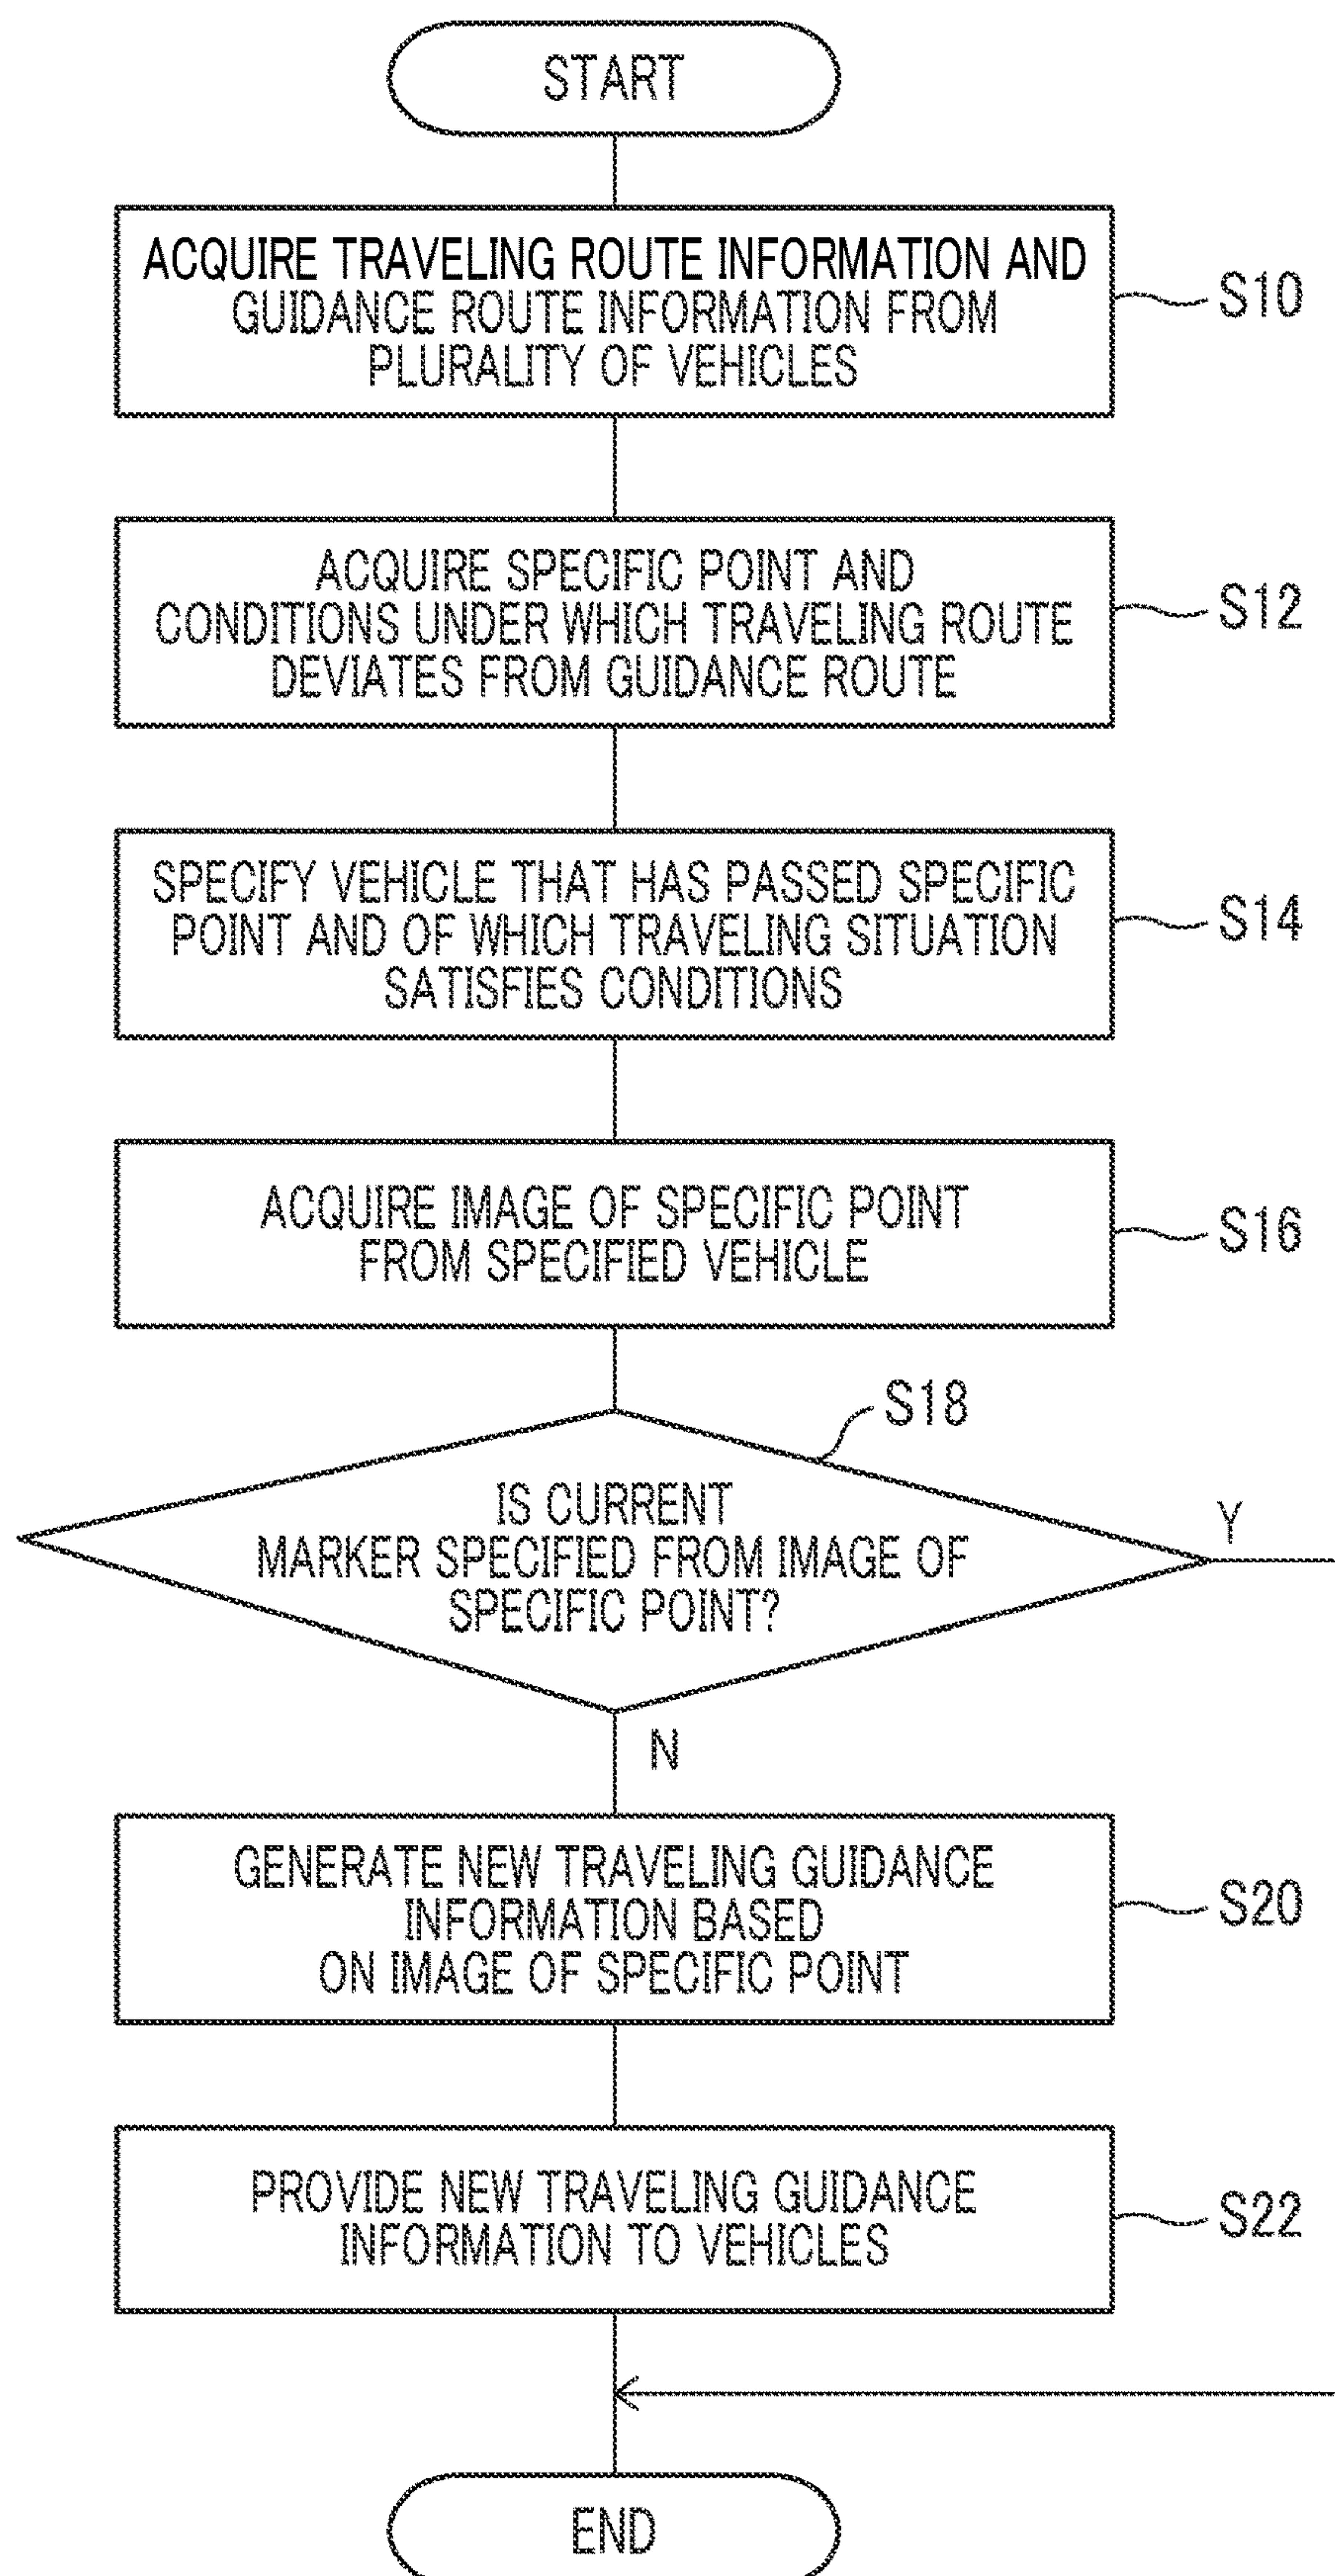 START
ACQUIRE TRAVELING ROUTE INFORMATION AND
GUIDANCE ROUTE INFORMATION FROM
PLURALITY OF VEHICLES
S10
ACQUIRE SPECIFIC POINT AND
CONDITIONS UNDER WHICH TRAVELING ROUTE
DEVIATES FROM GUIDANCE ROUTE
S12
SPECIFY VEHICLE THAT HAS PASSED SPECIFIC
POINT AND OF WHICH TRAVELING SITUATION
SATISFIES CONDITIONS
S14
ACQUIRE IMAGE OF SPECIFIC POINT
FROM SPECIFIED VEHICLE
S16
S18
IS CURRENT
MARKER SPECIFIED FROM IMAGE OF
SPECIFIC POINT?
Y
N
GENERATE NEW TRAVELING GUIDANCE
INFORMATION BASED
ON IMAGE OF SPECIFIC POINT
S20
PROVIDE NEW TRAVELING GUIDANCE
INFORMATION TO VEHICLES
S22
END